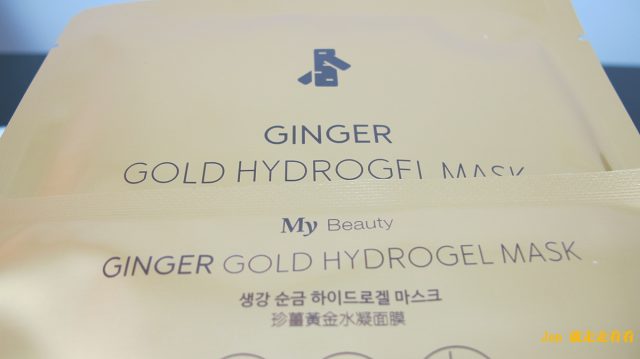 GINGER
GOLD HYDROGEL MASK
My Beauty
GINGER GOLD HYDROGEL MASK
생강 순금 하이드로겔 마스크
珍薑黃金水凝面膜